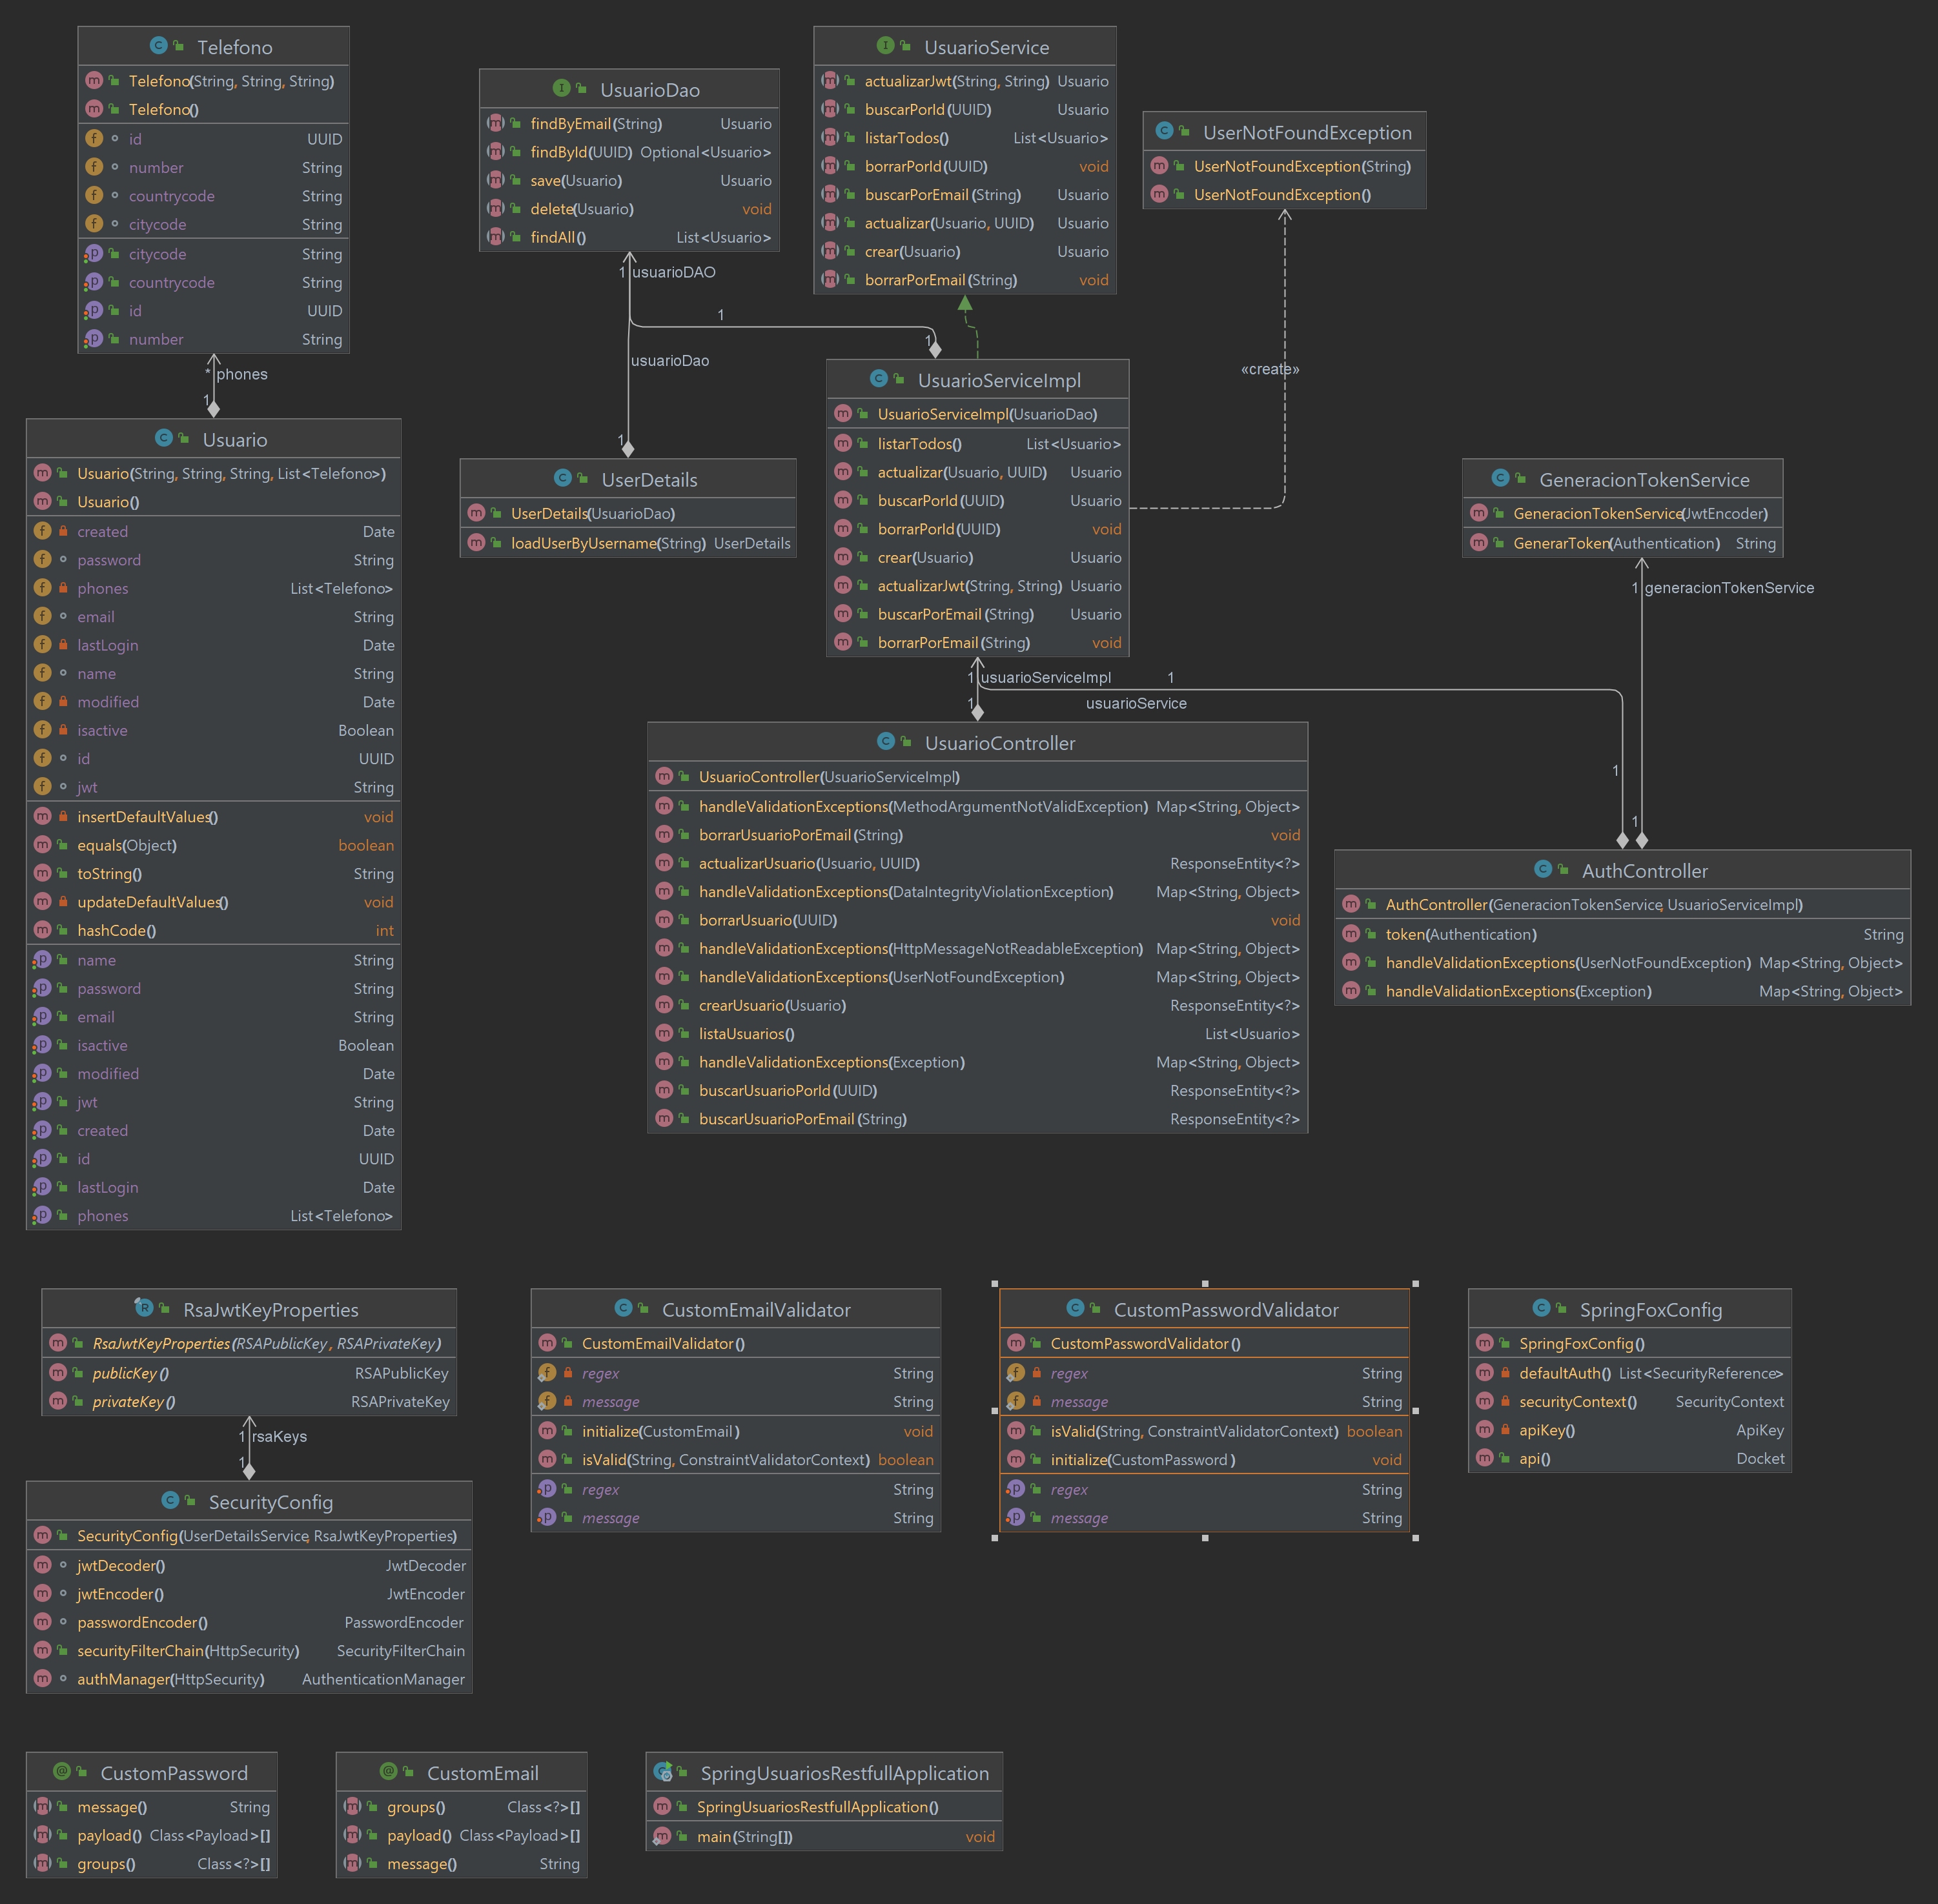 Telefono
Telefono(String, String, String)
Telefono()
id UUID
number String
countrycode String
citycode String
citycode String
countrycode String
id UUID
number String
* phones
1
Usuario
Usuario(String, String, String, List<Telefono>)
Usuario()
created Date
password String
phones List<Telefono>
email String
lastLogin Date
name String
modified Date
isactive Boolean
id UUID
jwt String
insertDefaultValues() void
equals(Object) boolean
toString() String
updateDefaultValues() void
hashCode() int
name String
password String
email String
isactive Boolean
modified Date
jwt String
created Date
id UUID
lastLogin Date
phones List<Telefono>
UsuarioDao
findByEmail(String) Usuario
findById(UUID) Optional<Usuario>
save(Usuario) Usuario
delete(Usuario) void
findAll() List<Usuario>
1 usuarioDAO
1
1
usuarioDao
1
UserDetails
UserDetails(UsuarioDao)
loadUserByUsername(String) UserDetails
UsuarioService
actualizarJwt(String, String) Usuario
buscarPorId(UUID) Usuario
listarTodos() List<Usuario>
borrarPorId(UUID) void
buscarPorEmail(String) Usuario
actualizar(Usuario, UUID) Usuario
crear(Usuario) Usuario
borrarPorEmail(String) void
UsuarioServiceImpl
UsuarioServiceImpl(UsuarioDao)
listarTodos() List<Usuario>
actualizar(Usuario, UUID) Usuario
buscarPorId(UUID) Usuario
borrarPorId(UUID) void
crear(Usuario) Usuario
actualizarJwt(String, String) Usuario
buscarPorEmail(String) Usuario
borrarPorEmail(String) void
UserNotFoundException
UserNotFoundException(String)
UserNotFoundException()
«create»
GeneracionTokenService
GeneracionTokenService(JwtEncoder)
GenerarToken(Authentication) String
1 generacionTokenService
1 usuarioServiceImpl 1
1 usuarioService
1
1
UsuarioController
UsuarioController(UsuarioServiceImpl)
handleValidationExceptions(MethodArgumentNotValidException) Map<String, Object>
borrarUsuarioPorEmail(String) void
actualizarUsuario(Usuario, UUID) ResponseEntity<?>
handleValidationExceptions(DataIntegrityViolationException) Map<String, Object>
borrarUsuario(UUID) void
handleValidationExceptions(HttpMessageNotReadableException) Map<String, Object>
handleValidationExceptions(UserNotFoundException) Map<String, Object>
crearUsuario(Usuario) ResponseEntity<?>
listaUsuarios() List<Usuario>
handleValidationExceptions(Exception) Map<String, Object>
buscarUsuarioPorId(UUID) ResponseEntity<?>
buscarUsuarioPorEmail(String) ResponseEntity<?>
AuthController
AuthController(GeneracionTokenService, UsuarioServiceImpl)
token(Authentication) String
handleValidationExceptions(UserNotFoundException) Map<String, Object>
handleValidationExceptions(Exception) Map<String, Object>
RsaJwtKeyProperties
RsaJwtKeyProperties(RSAPublicKey, RSAPrivateKey)
publicKey() RSAPublicKey
privateKey() RSAPrivateKey
1 rsaKeys
1
SecurityConfig
SecurityConfig(UserDetailsService, RsaJwtKeyProperties)
jwtDecoder() JwtDecoder
jwtEncoder() JwtEncoder
passwordEncoder() PasswordEncoder
securityFilterChain(HttpSecurity) SecurityFilterChain
authManager(HttpSecurity) AuthenticationManager
CustomEmailValidator
CustomEmailValidator()
regex String
message String
initialize(CustomEmail) void
isValid(String, ConstraintValidatorContext) boolean
regex String
message String
CustomPasswordValidator
CustomPasswordValidator()
regex String
message String
isValid(String, ConstraintValidatorContext) boolean
initialize(CustomPassword) void
regex String
message String
SpringFoxConfig
SpringFoxConfig()
defaultAuth() List<SecurityReference>
securityContext() SecurityContext
apiKey() ApiKey
api() Docket
CustomPassword
message() String
payload() Class<Payload>[]
groups() Class<?>[]
CustomEmail
groups() Class<?>[]
payload() Class<Payload>[]
message() String
SpringUsuariosRestfullApplication
SpringUsuariosRestfullApplication()
main(String[]) void